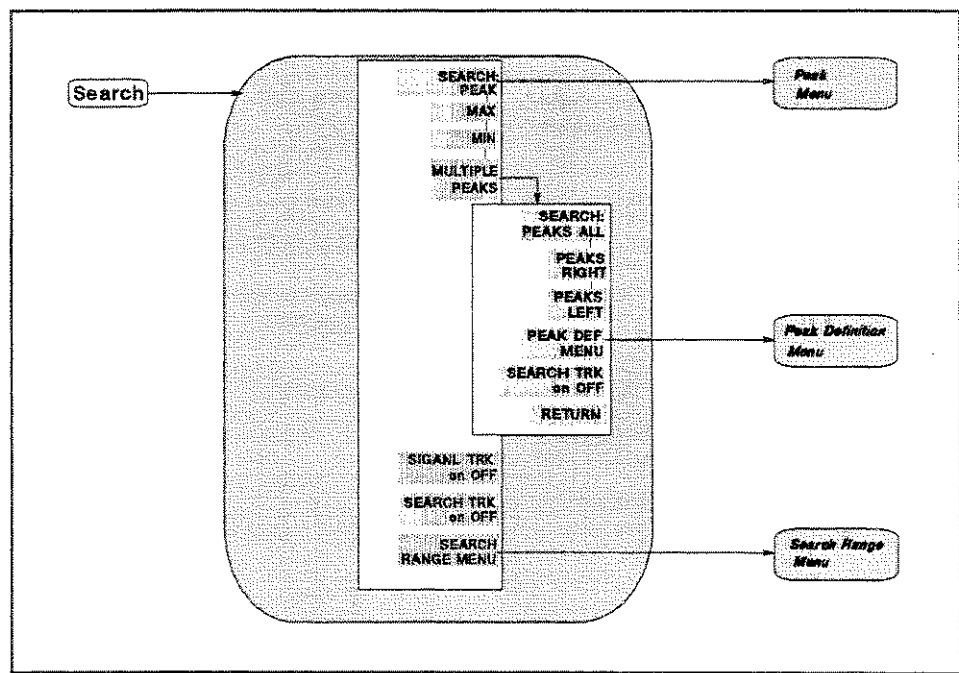 Search
SEARCH:
PEAK
MAX
MIN
MULTIPLE
PEAKS
SEARCH:
PEAKS ALL
PEAKS
RIGHT
PEAKS
LEFT
PEAK DEF
MENU
SEARCH TRK
on OFF
RETURN
SIGANL TRK
on OFF
SEARCH TRK
on OFF
SEARCH
RANGE MENU
Peak
Menu
Peak Definition
Menu
Search Range
Menu